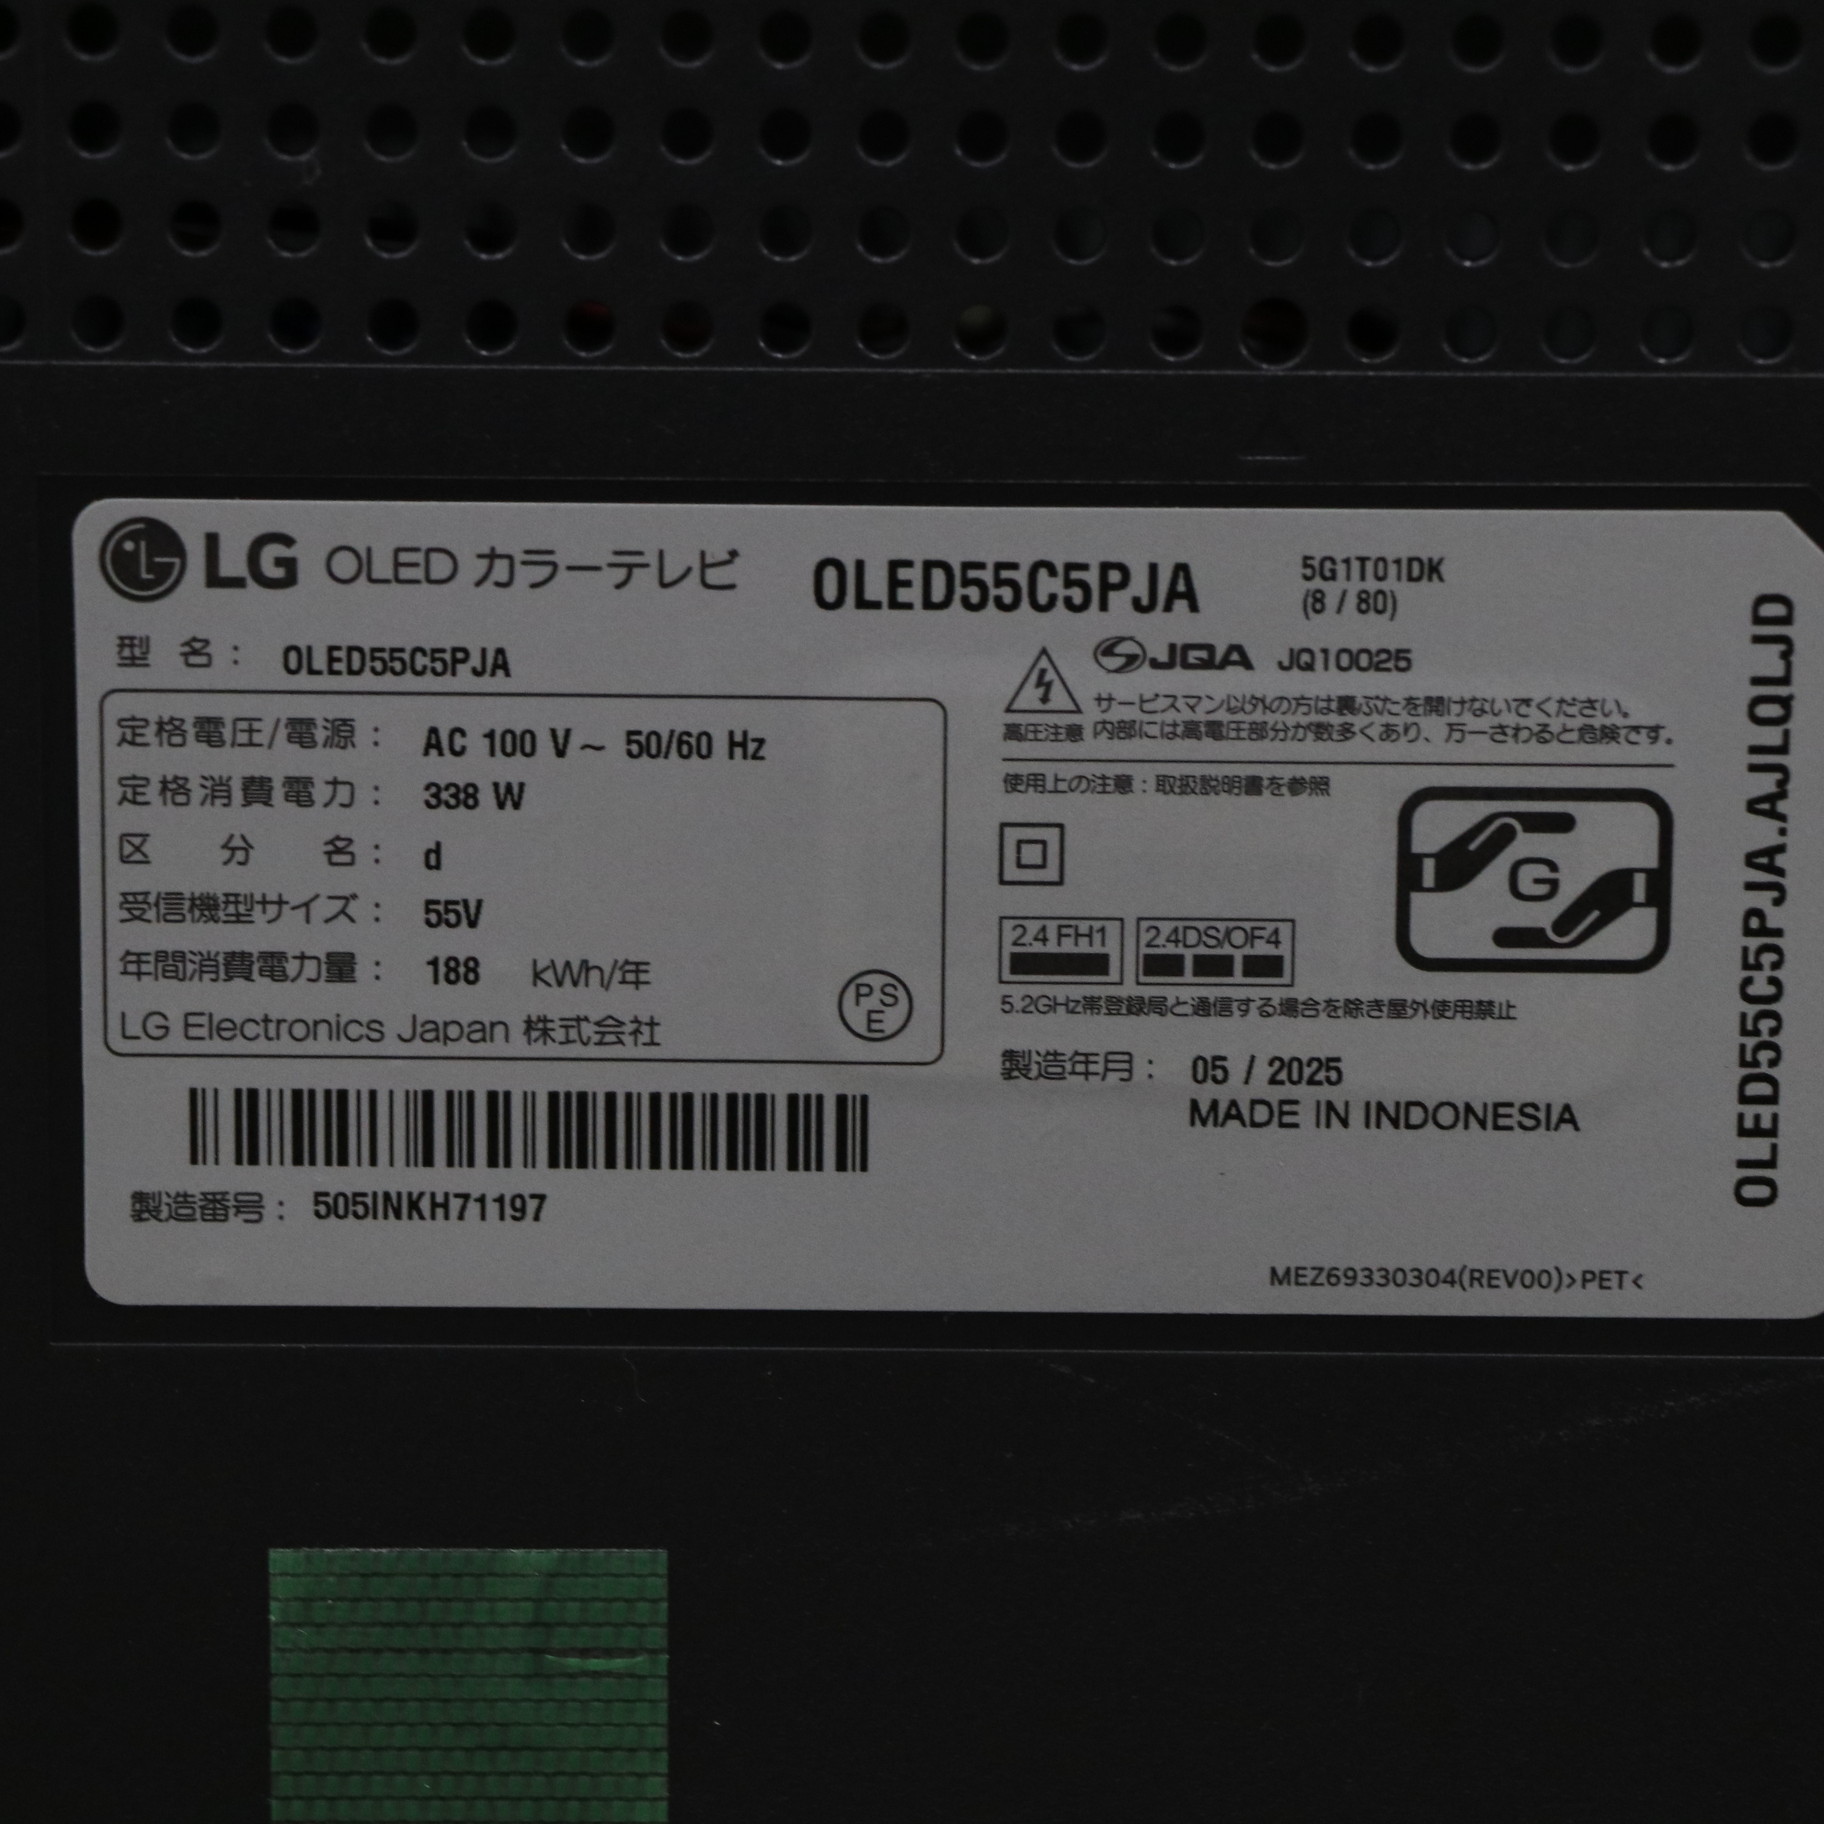 LG OLED カラーテレビ
OLED55C5PJA
5G1T01DK
(8 / 80)
型 名： OLED55C5PJA
定格電圧/電源： AC 100 V～ 50/60 Hz
定格消費電力： 338 W
区 分 名： d
受信機型サイズ： 55V
年間消費電力量： 188 kWh/年
LG Electronics Japan 株式会社
PS
E
製造番号： 505INKH71197
JQA JQ10025
サービスマン以外の方は裏ぶたを開けないでください。
高圧注意 内部には高電圧部分が数多くあり、万一さわると危険です。
使用上の注意：取扱説明書を参照
G
2.4 FH1
2.4DS/OF4
5.2GHz帯登録局と通信する場合を除き屋外使用禁止
製造年月： 05 / 2025
MADE IN INDONESIA
MEZ69330304(REV00)>PET<
OLED55C5PJA.AJLQLJD